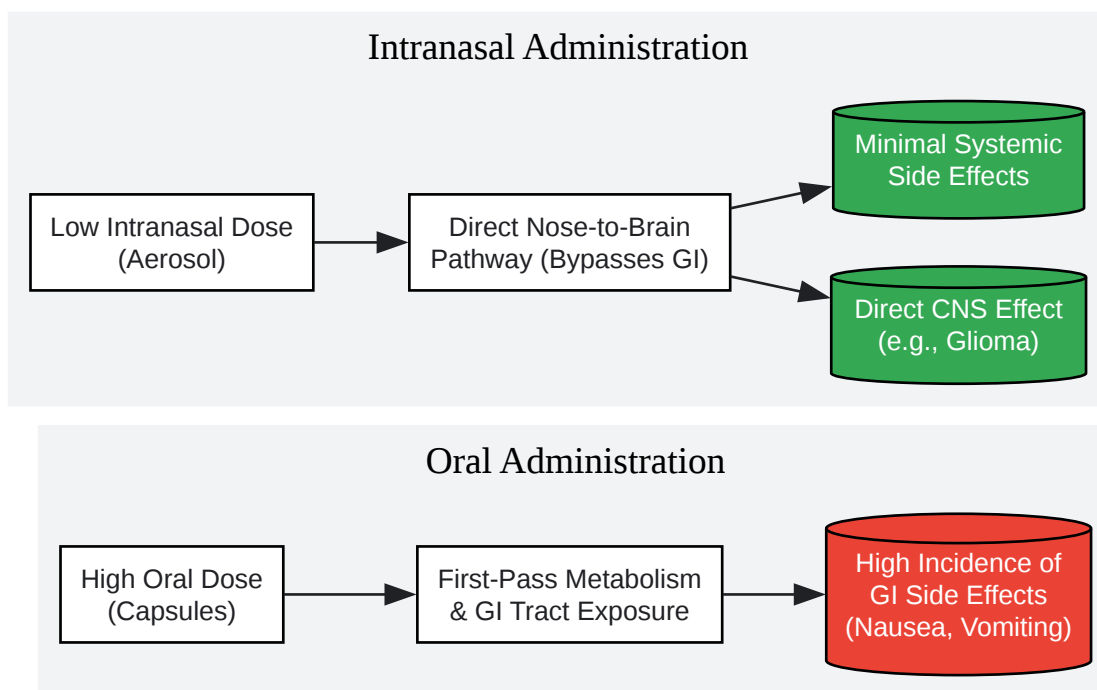 Intranasal Administration
Low Intranasal Dose
(Aerosol)
Direct Nose-to-Brain
Pathway (Bypasses GI)
Minimal Systemic
Side Effects
Direct CNS Effect
(e.g., Glioma)
Oral Administration
High Oral Dose
(Capsules)
First-Pass Metabolism
& GI Tract Exposure
High Incidence of
GI Side Effects
(Nausea, Vomiting)